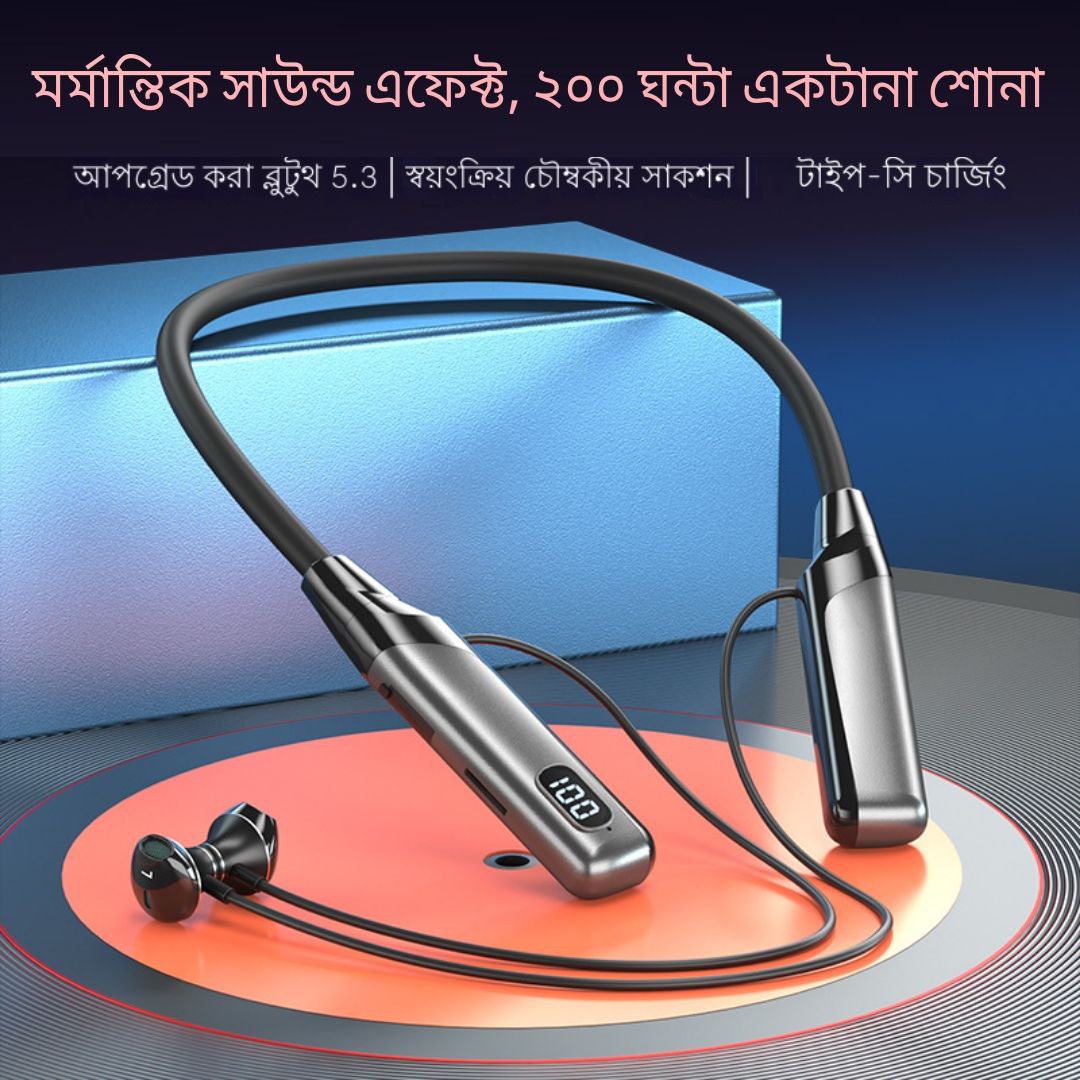 মর্মান্তিক সাউন্ড এফেক্ট, ২০০ ঘন্টা একটানা শোনা
আপগ্রেড করা ব্লুটুথ 5.3 | স্বয়ংক্রিয় চৌম্বকীয় সাকশন | টাইপ-সি চার্জিং
100
L